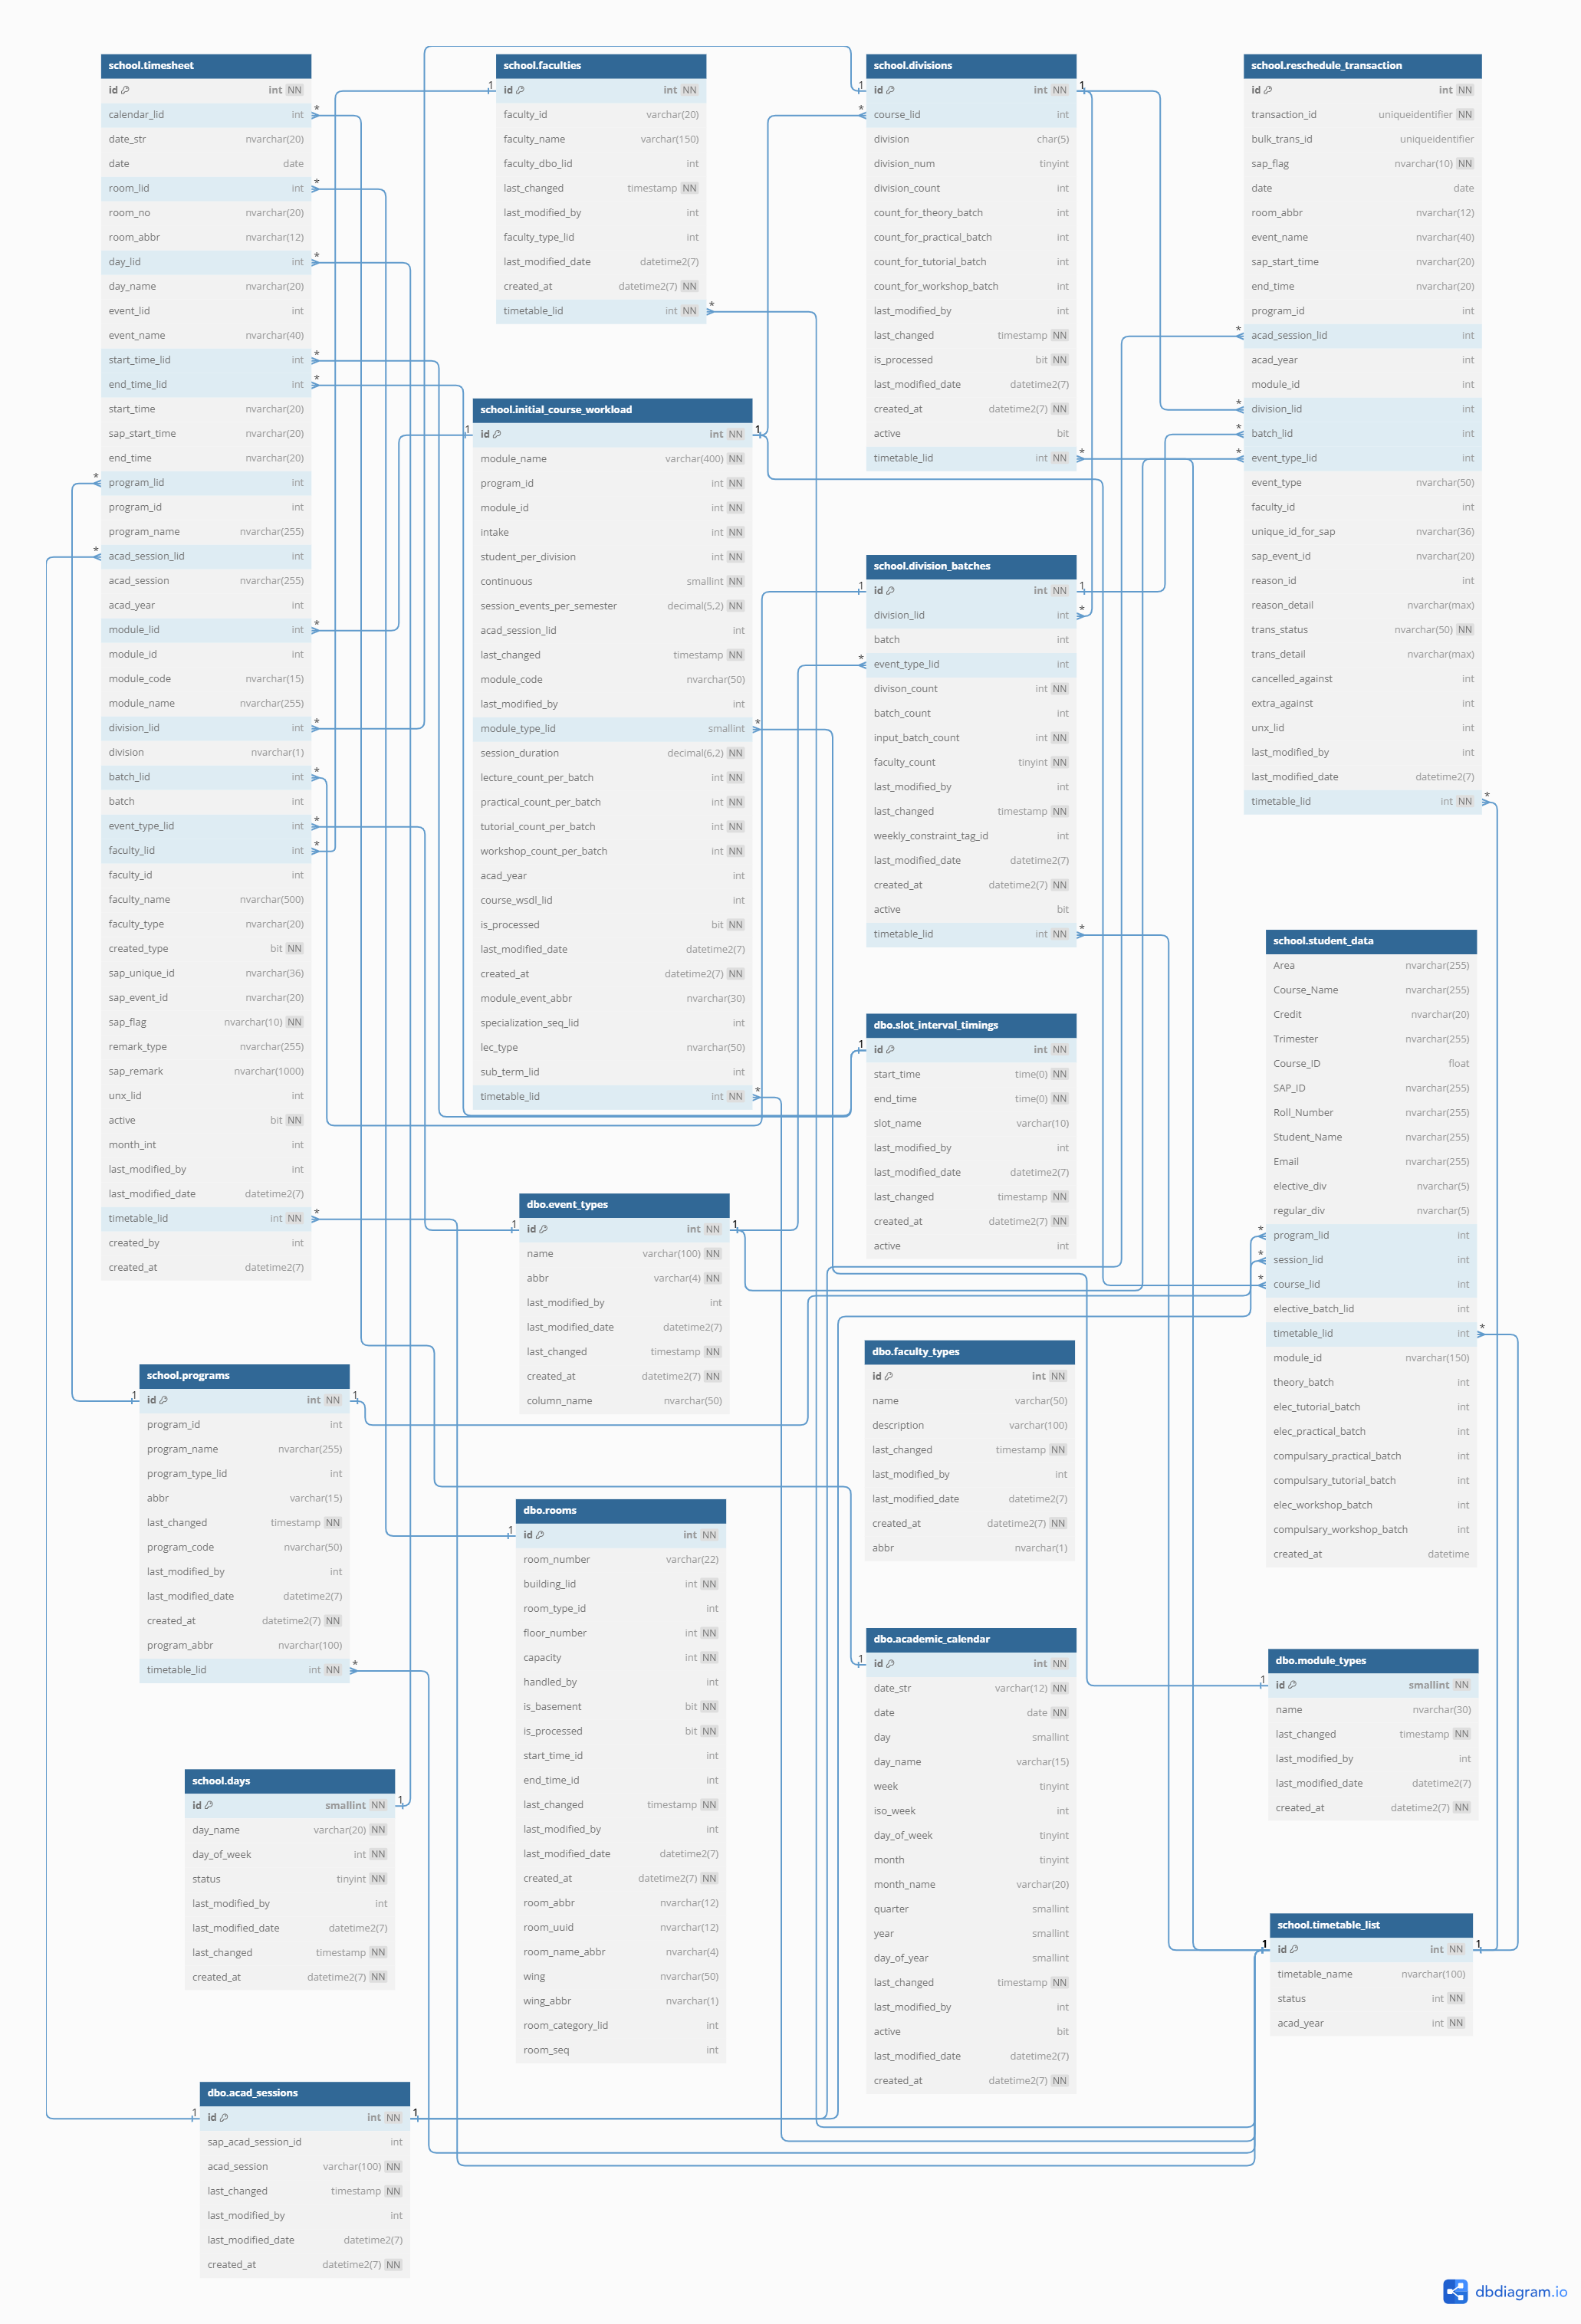 school.timesheet
id int NN
calendar_lid int
date_str nvarchar(20)
date date
room_lid int
room_no nvarchar(20)
room_abbr nvarchar(12)
day_lid int
day_name nvarchar(20)
event_lid int
event_name nvarchar(40)
start_time_lid int
end_time_lid int
start_time nvarchar(20)
sap_start_time nvarchar(20)
end_time nvarchar(20)
program_lid int
program_id int
program_name nvarchar(255)
acad_session_lid int
acad_session nvarchar(255)
acad_year int
module_lid int
module_id int
module_code nvarchar(15)
module_name nvarchar(255)
division_lid int
division nvarchar(1)
batch_lid int
batch int
event_type_lid int
faculty_lid int
faculty_id int
faculty_name nvarchar(500)
faculty_type nvarchar(20)
created_type bit NN
sap_unique_id nvarchar(36)
sap_event_id nvarchar(20)
sap_flag nvarchar(10) NN
remark_type nvarchar(255)
sap_remark nvarchar(1000)
unx_lid int
active bit NN
month_int int
last_modified_by int
last_modified_date datetime2(7)
timetable_lid int NN
created_by int
created_at datetime2(7)
school.faculties
id int NN
faculty_id varchar(20)
faculty_name varchar(150)
faculty_dbo_lid int
last_changed timestamp NN
last_modified_by int
faculty_type_lid int
last_modified_date datetime2(7)
created_at datetime2(7) NN
timetable_lid int NN
school.divisions
id int NN
course_lid int
division char(5)
division_num tinyint
division_count int
count_for_theory_batch int
count_for_practical_batch int
count_for_tutorial_batch int
count_for_workshop_batch int
last_modified_by int
last_changed timestamp NN
is_processed bit NN
last_modified_date datetime2(7)
created_at datetime2(7) NN
active bit
timetable_lid int NN
school.reschedule_transaction
id int NN
transaction_id uniqueidentifier NN
bulk_trans_id uniqueidentifier
sap_flag nvarchar(10) NN
date date
room_abbr nvarchar(12)
event_name nvarchar(40)
sap_start_time nvarchar(20)
end_time nvarchar(20)
program_id int
acad_session_lid int
acad_year int
module_id int
division_lid int
batch_lid int
event_type_lid int
event_type nvarchar(50)
faculty_id int
unique_id_for_sap nvarchar(36)
sap_event_id nvarchar(20)
reason_id int
reason_detail nvarchar(max)
trans_status nvarchar(50) NN
trans_detail nvarchar(max)
cancelled_against int
extra_against int
unx_lid int
last_modified_by int
last_modified_date datetime2(7)
timetable_lid int NN
school.initial_course_workload
id int NN
module_name varchar(400) NN
program_id int NN
module_id int NN
intake int NN
student_per_division int NN
continuous smallint NN
session_events_per_semester decimal(5,2) NN
acad_session_lid int
last_changed timestamp NN
module_code nvarchar(50)
last_modified_by int
module_type_lid smallint
session_duration decimal(6,2) NN
lecture_count_per_batch int NN
practical_count_per_batch int NN
tutorial_count_per_batch int NN
workshop_count_per_batch int NN
acad_year int
course_wsdl_lid int
is_processed bit NN
last_modified_date datetime2(7)
created_at datetime2(7) NN
module_event_abbr nvarchar(30)
specialization_seq_lid int
lec_type nvarchar(50)
sub_term_lid int
timetable_lid int NN
school.division_batches
id int NN
division_lid int
batch int
event_type_lid int
divison_count int NN
batch_count int
input_batch_count int NN
faculty_count tinyint NN
last_modified_by int
last_changed timestamp NN
weekly_constraint_tag_id int
last_modified_date datetime2(7)
created_at datetime2(7) NN
active bit
timetable_lid int NN
school.student_data
Area nvarchar(255)
Course_Name nvarchar(255)
Credit nvarchar(20)
Trimester nvarchar(255)
Course_ID float
SAP_ID nvarchar(255)
Roll_Number nvarchar(255)
Student_Name nvarchar(255)
Email nvarchar(255)
elective_div nvarchar(5)
regular_div nvarchar(5)
program_lid int
session_lid int
course_lid int
elective_batch_lid int
timetable_lid int
module_id nvarchar(150)
theory_batch int
elec_tutorial_batch int
elec_practical_batch int
compulsary_practical_batch int
compulsary_tutorial_batch int
elec_workshop_batch int
compulsary_workshop_batch int
created_at datetime
dbo.slot_interval_timings
id int NN
start_time time(0) NN
end_time time(0) NN
slot_name varchar(10)
last_modified_by int
last_modified_date datetime2(7)
last_changed timestamp NN
created_at datetime2(7) NN
active int
dbo.event_types
id int NN
name varchar(100) NN
abbr varchar(4) NN
last_modified_by int
last_modified_date datetime2(7)
last_changed timestamp NN
created_at datetime2(7) NN
column_name nvarchar(50)
dbo.faculty_types
id int NN
name varchar(50)
description varchar(100)
last_changed timestamp NN
last_modified_by int
last_modified_date datetime2(7)
created_at datetime2(7) NN
abbr nvarchar(1)
school.programs
id int NN
program_id int
program_name nvarchar(255)
program_type_lid int
abbr varchar(15)
last_changed timestamp NN
program_code nvarchar(50)
last_modified_by int
last_modified_date datetime2(7)
created_at datetime2(7) NN
program_abbr nvarchar(100)
timetable_lid int NN
dbo.rooms
id int NN
room_number varchar(22)
building_lid int NN
room_type_id int
floor_number int NN
capacity int NN
handled_by int
is_basement bit NN
is_processed bit NN
start_time_id int
end_time_id int
last_changed timestamp NN
last_modified_by int
last_modified_date datetime2(7)
created_at datetime2(7) NN
room_abbr nvarchar(12)
room_uuid nvarchar(12)
room_name_abbr nvarchar(4)
wing nvarchar(50)
wing_abbr nvarchar(1)
room_category_lid int
room_seq int
dbo.academic_calendar
id int NN
date_str varchar(12) NN
date date NN
day smallint
day_name varchar(15)
week tinyint
iso_week int
day_of_week tinyint
month tinyint
month_name varchar(20)
quarter smallint
year smallint
day_of_year smallint
last_changed timestamp NN
last_modified_by int
active bit
last_modified_date datetime2(7)
created_at datetime2(7) NN
dbo.module_types
id smallint NN
name nvarchar(30)
last_changed timestamp NN
last_modified_by int
last_modified_date datetime2(7)
created_at datetime2(7) NN
school.days
id smallint NN
day_name varchar(20) NN
day_of_week int NN
status tinyint NN
last_modified_by int
last_modified_date datetime2(7)
last_changed timestamp NN
created_at datetime2(7) NN
school.timetable_list
id int NN
timetable_name nvarchar(100)
status int NN
acad_year int NN
dbo.acad_sessions
id int NN
sap_acad_session_id int
acad_session varchar(100) NN
last_changed timestamp NN
last_modified_by int
last_modified_date datetime2(7)
created_at datetime2(7) NN
dbdiagram.io